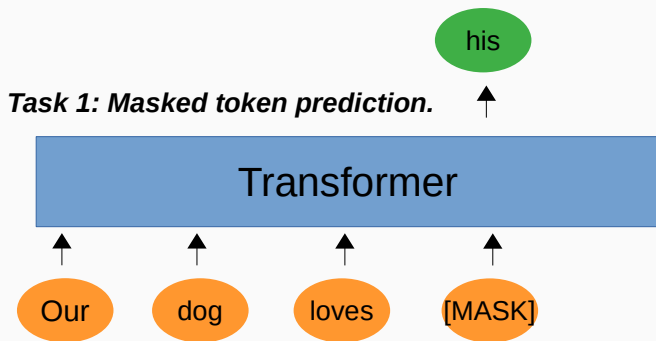 his
Task 1: Masked token prediction.
Transformer
Our dog loves [MASK]